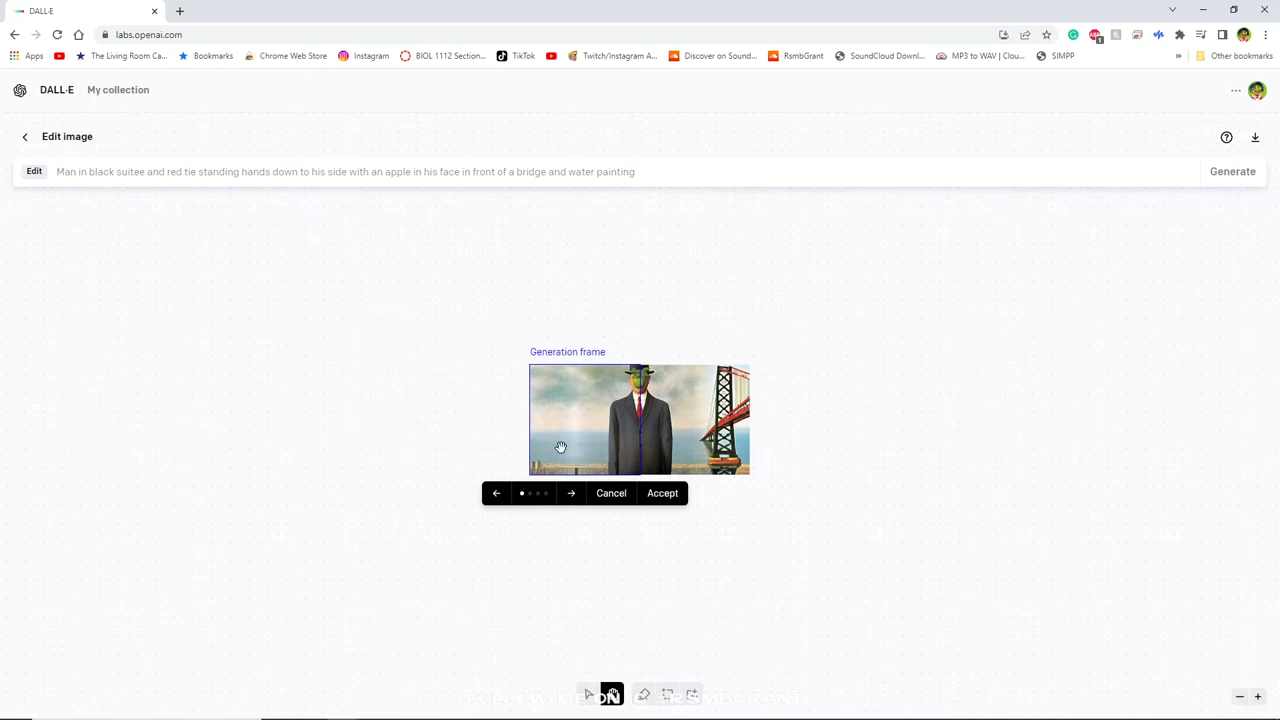 DALL·E
labs.openai.com
Apps
The Living Room Ca...
Bookmarks
Chrome Web Store
Instagram
BIOL 1112 Section...
TikTok
Twitch/Instagram A...
Discover on Sound...
RsmbGrant
SoundCloud Downl...
MP3 to WAV | Clou...
SIMPP
»
Other bookmarks
DALL·E My collection
Edit image
Edit Man in black suitee and red tie standing hands down to his side with an apple in his face in front of a bridge and water painting Generate
Generation frame
Cancel Accept